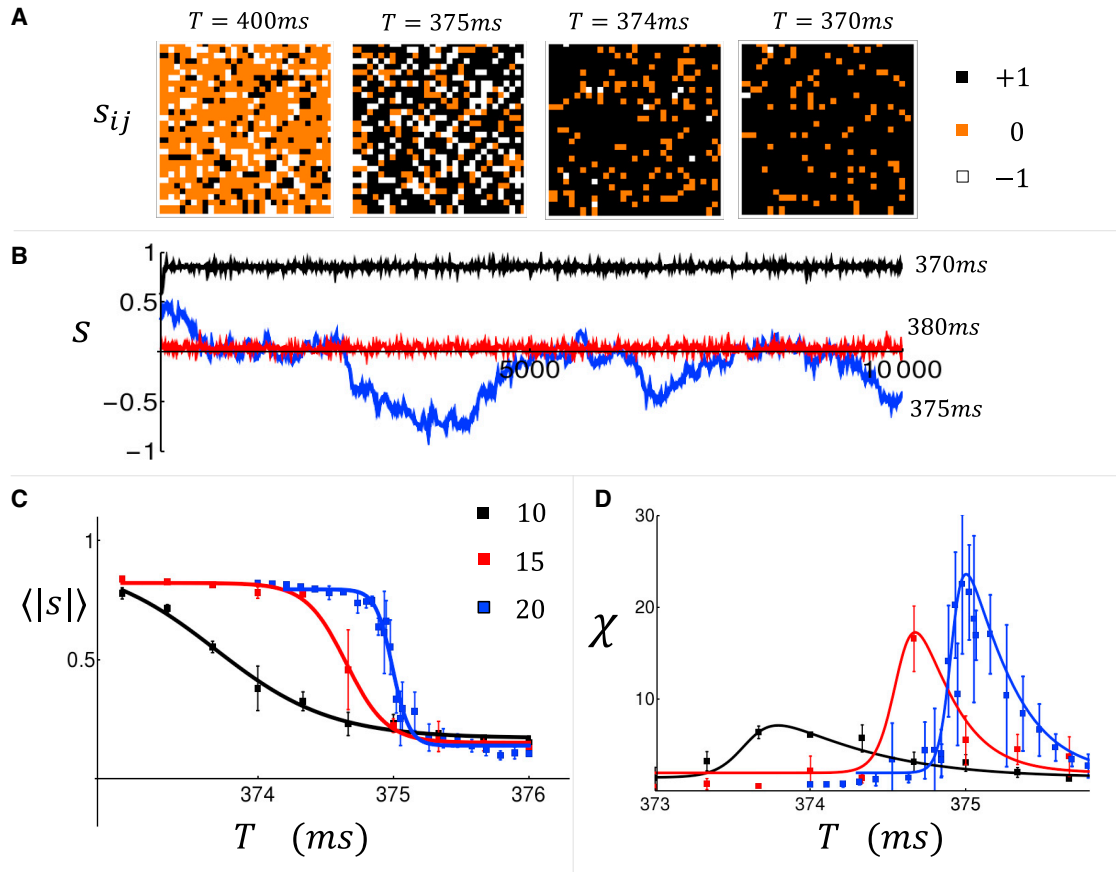 A
T = 400ms
T = 375ms
T = 374ms
T = 370ms
s_ij
+1
0
−1
B
1
0.5
−0.5
−1
s
5000
10 000
370ms
380ms
375ms
C
1
0.5
⟨|s|⟩
10
15
20
374
375
376
T (ms)
D
30
20
10
χ
373
374
375
T (ms)